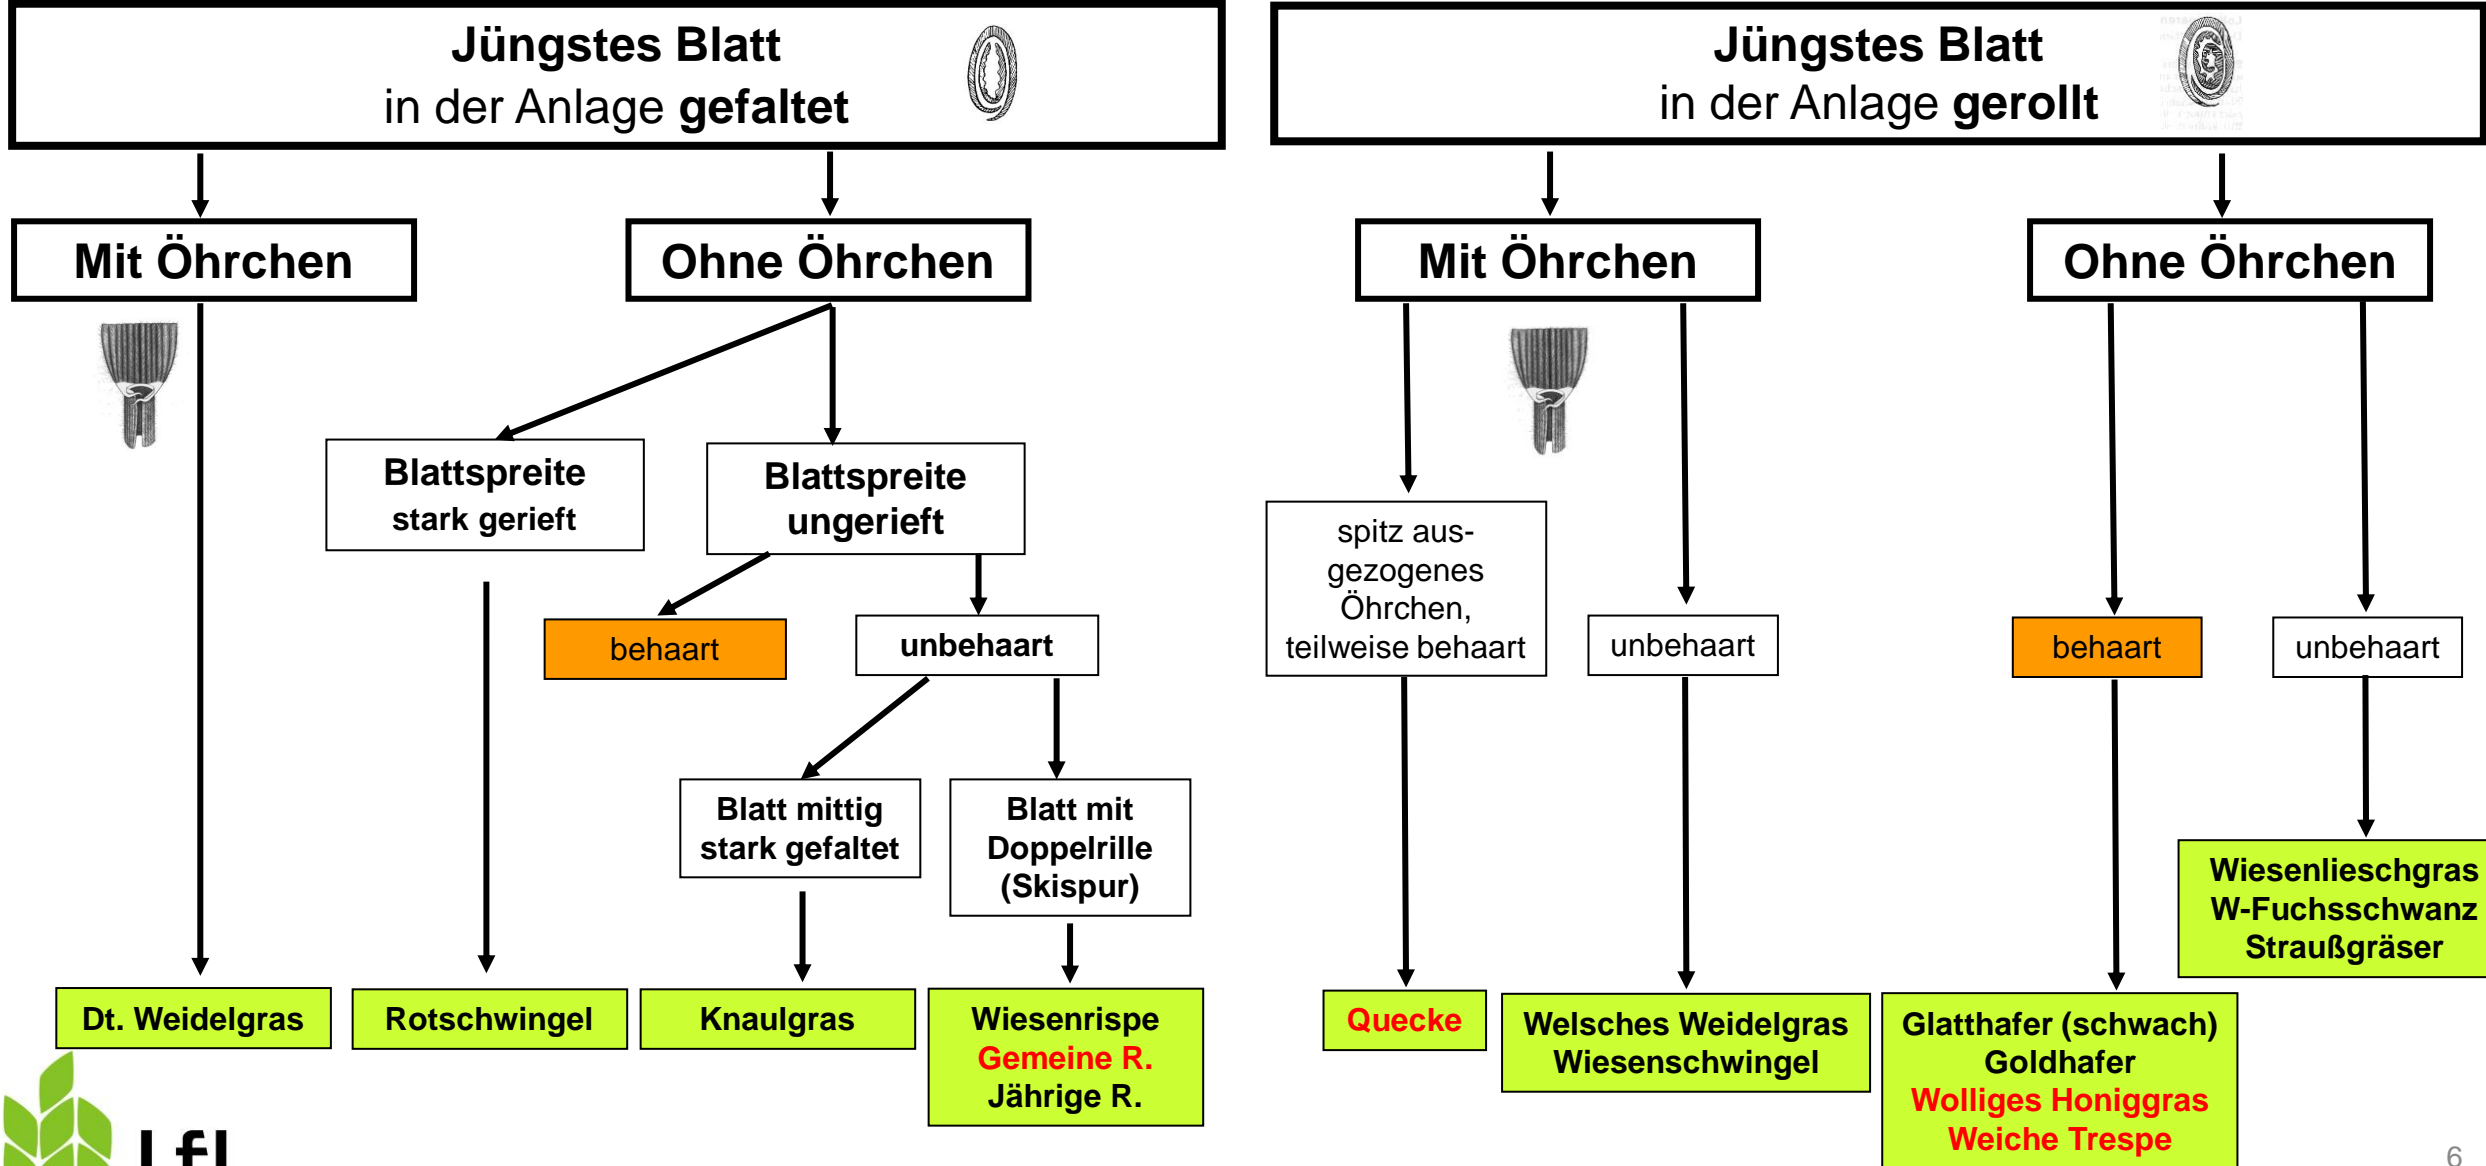 Jüngstes Blatt
in der Anlage gefaltet
Jüngstes Blatt
in der Anlage gerollt
Mit Öhrchen
Ohne Öhrchen
Mit Öhrchen
Ohne Öhrchen
Blattspreite
stark gerieft
Blattspreite
ungerieft
spitz aus-
gezogenes
Öhrchen,
teilweise behaart
behaart
unbehaart
unbehaart
behaart
unbehaart
Blatt mittig
stark gefaltet
Blatt mit
Doppelrille
(Skispur)
Wiesenlieschgras
W-Fuchsschwanz
Straußgräser
Dt. Weidelgras
Rotschwingel
Knaulgras
Wiesenrispe
Gemeine R.
Jährige R.
Quecke
Welsches Weidelgras
Wiesenschwingel
Glatthafer (schwach)
Goldhafer
Wolliges Honiggras
Weiche Trespe
LfL
6